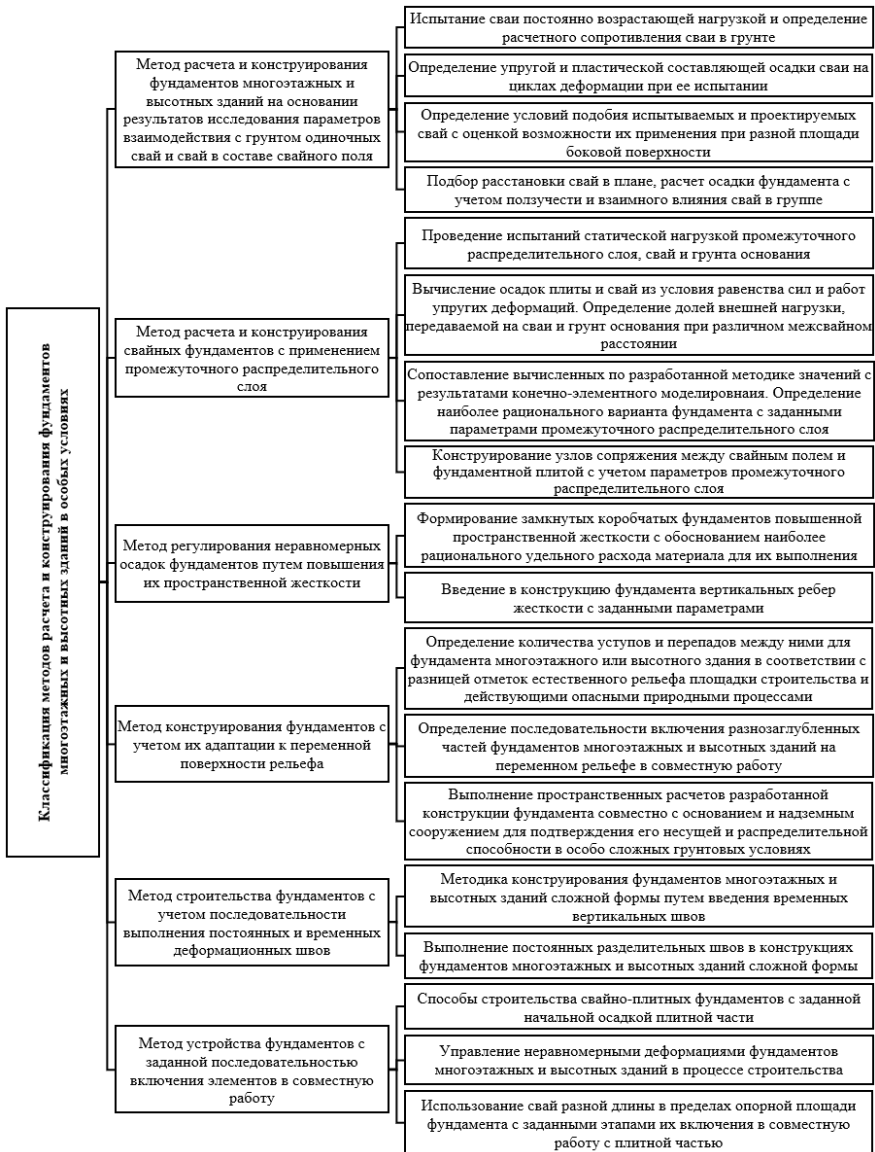 Классификация методов расчета и конструирования фундаментов
многоэтажных и высотных зданий в особых условиях
Метод расчета и конструирования
фундаментов многоэтажных и
высотных зданий на основании
результатов исследования параметров
взаимодействия с грунтом одиночных
свай и свай в составе свайного поля
Испытание сваи постоянно возрастающей нагрузкой и определение
расчетного сопротивления сваи в грунте
Определение упругой и пластической составляющей осадки сваи на
циклах деформации при ее испытании
Определение условий подобия испытываемых и проектируемых
свай с оценкой возможности их применения при разной площади
боковой поверхности
Подбор расстановки свай в плане, расчет осадки фундамента с
учетом ползучести и взаимного влияния свай в группе
Метод расчета и конструирования
свайных фундаментов с применением
промежуточного распределительного
слоя
Проведение испытаний статической нагрузкой промежуточного
распределительного слоя, свай и грунта основания
Вычисление осадок плиты и свай из условия равенства сил и работ
упругих деформаций. Определение долей внешней нагрузки,
передаваемой на сваи и грунт основания при различном межсвайном
расстоянии
Сопоставление вычисленных по разработанной методике значений с
результатами конечно-элементного моделировнаия. Определение
наиболее рационального варианта фундамента с заданными
параметрами промежуточного распределительного слоя
Конструирование узлов сопряжения между свайным полем и
фундаментной плитой с учетом параметров промежуточного
распределительного слоя
Метод регулирования неравномерных
осадок фундаментов путем повышения
их пространственной жесткости
Формирование замкнутых коробчатых фундаментов повышенной
пространственной жесткости с обоснованием наиболее
рационального удельного расхода материала для их выполнения
Введение в конструкцию фундамента вертикальных ребер
жесткости с заданными параметрами
Метод конструирования фундаментов с
учетом их адаптации к переменной
поверхности рельефа
Определение количества уступов и перепадов между ними для
фундамента многоэтажного или высотного здания в соответствии с
разницей отметок естественного рельефа площадки строительства и
действующими опасными природными процессами
Определение последовательности включения разнозаглубленных
частей фундаментов многоэтажных и высотных зданий на
переменном рельефе в совместную работу
Выполнение пространственных расчетов разработанной
конструкции фундамента совместно с основанием и надземным
сооружением для подтверждения его несущей и распределительной
способности в особо сложных грунтовых условиях
Метод строительства фундаментов с
учетом последовательности
выполнения постоянных и временных
деформационных швов
Методика конструирования фундаментов многоэтажных и
высотных зданий сложной формы путем введения временных
вертикальных швов
Выполнение постоянных разделительных швов в конструкциях
фундаментов многоэтажных и высотных зданий сложной формы
Метод устройства фундаментов с
заданной последовательностью
включения элементов в совместную
работу
Способы строительства свайно-плитных фундаментов с заданной
начальной осадкой плитной части
Управление неравномерными деформациями фундаментов
многоэтажных и высотных зданий в процессе строительства
Использование свай разной длины в пределах опорной площади
фундамента с заданными этапами их включения в совместную
работу с плитной частью